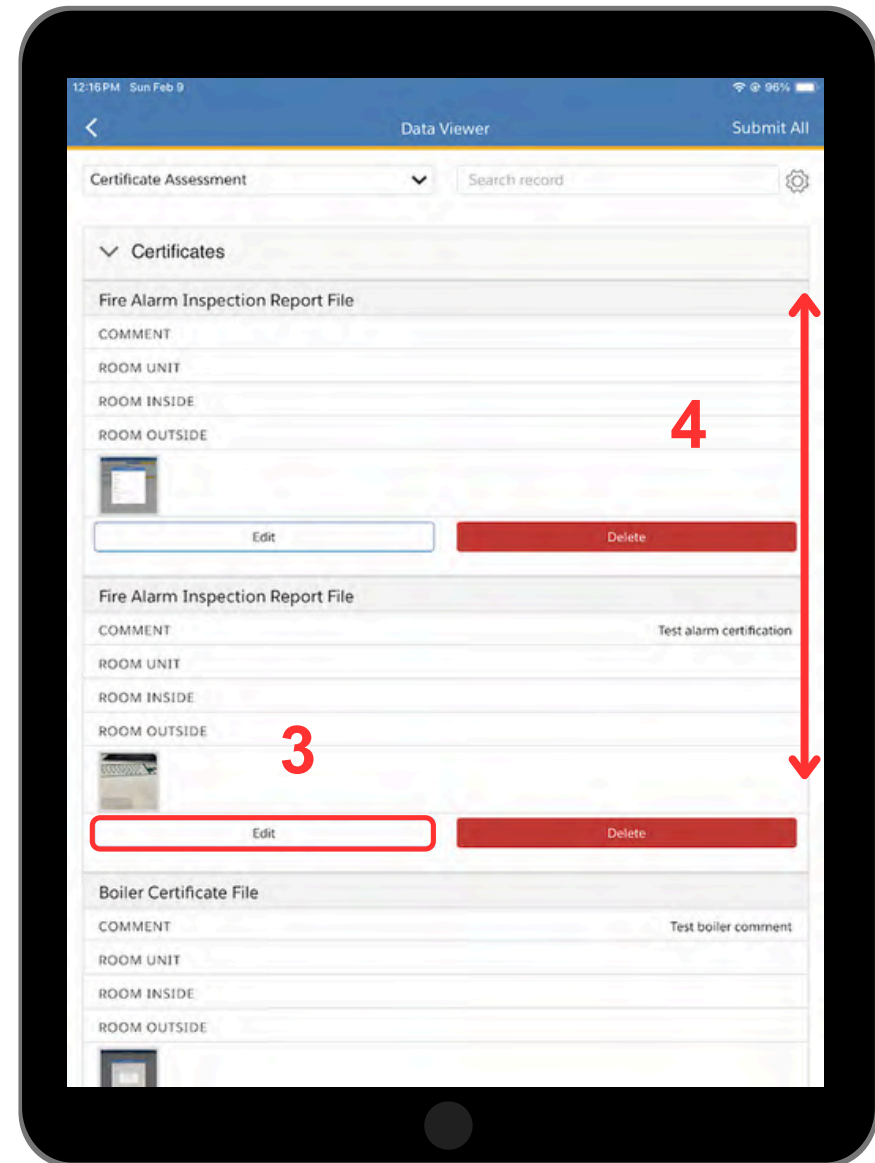 12:16 PM Sun Feb 9 96%
Data Viewer Submit All
Certificate Assessment Search record
Certificates
Fire Alarm Inspection Report File
COMMENT
ROOM UNIT
ROOM INSIDE
4
ROOM OUTSIDE
Edit Delete
Fire Alarm Inspection Report File
COMMENT Test alarm certification
ROOM UNIT
ROOM INSIDE
ROOM OUTSIDE
3
Edit Delete
Boiler Certificate File
COMMENT Test boiler comment
ROOM UNIT
ROOM INSIDE
ROOM OUTSIDE